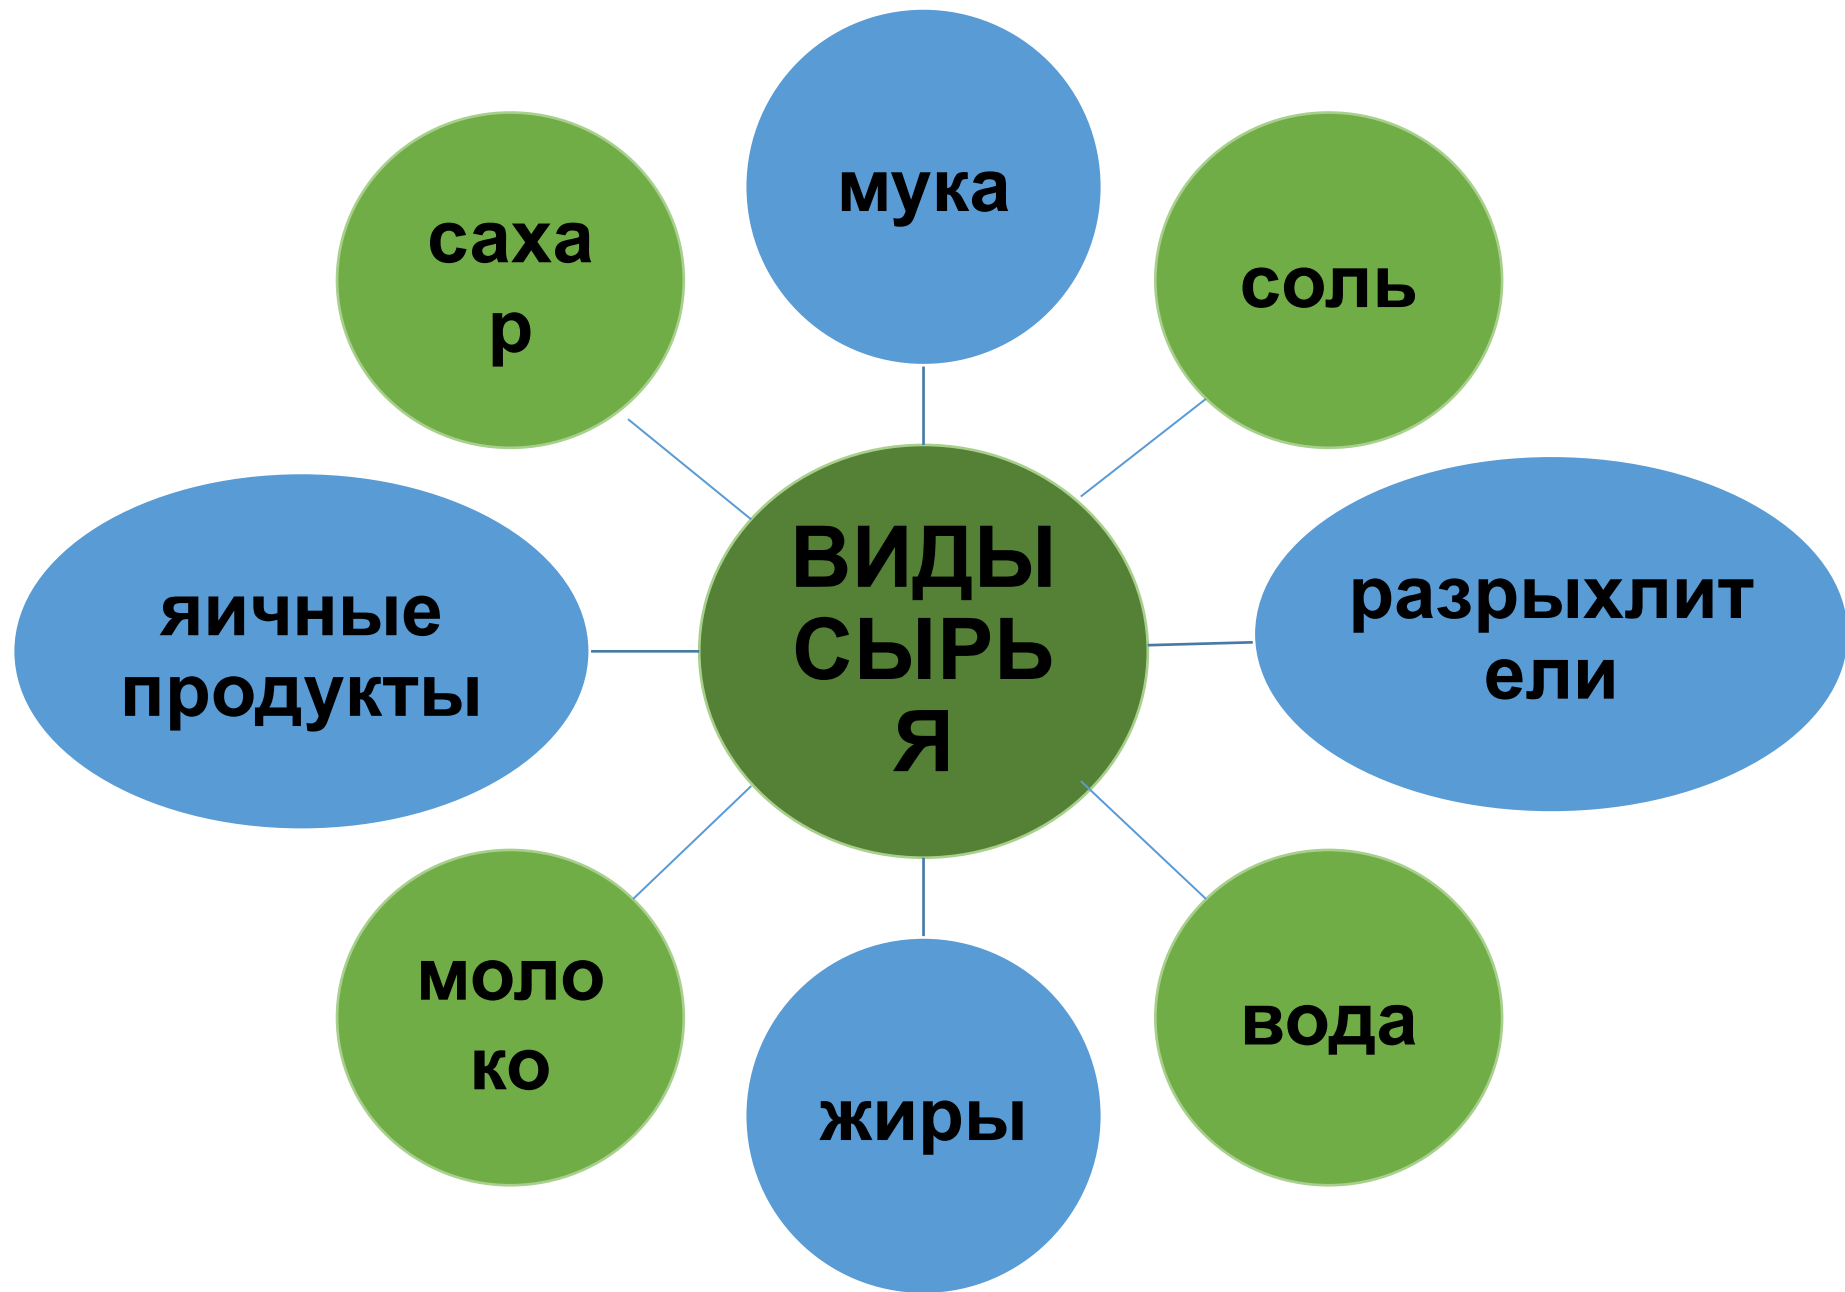 мука
саха
р
соль
ВИДЫ
СЫРЬ
Я
яичные
продукты
разрыхлит
ели
моло
ко
вода
жиры